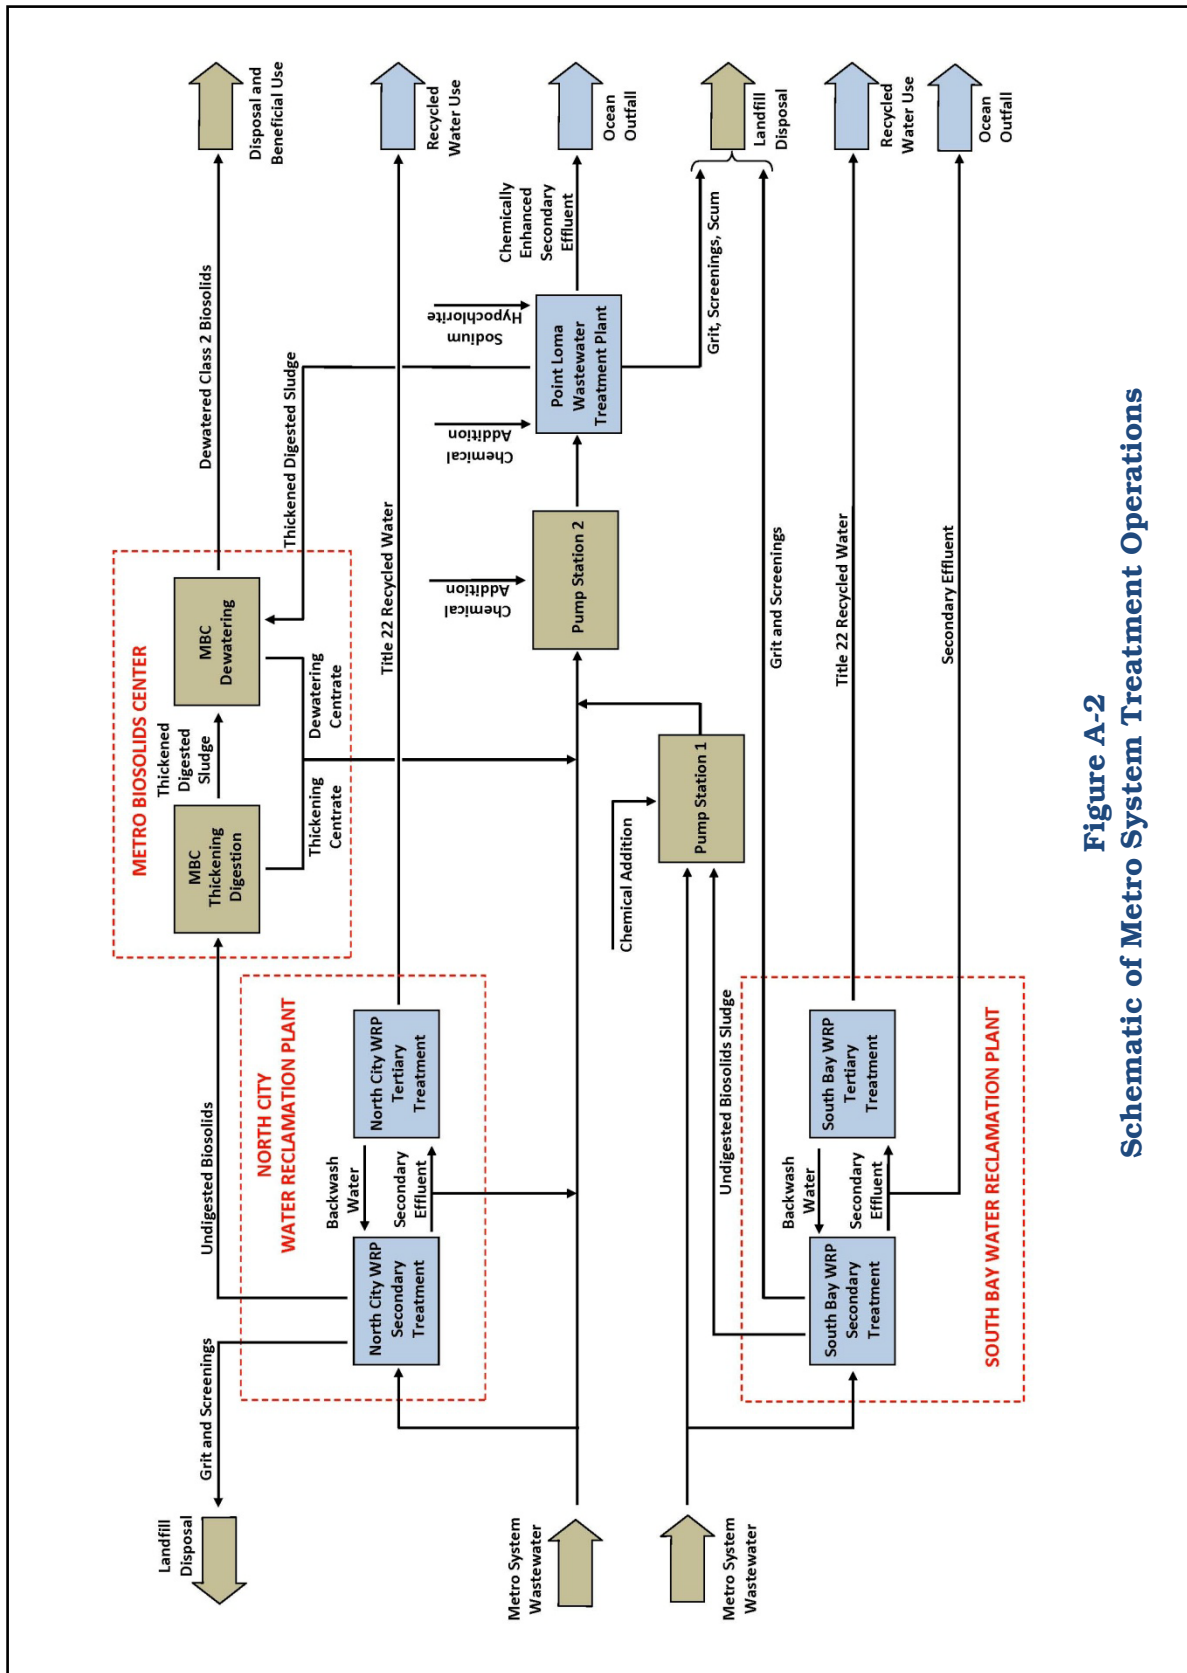 Landfill
Disposal
Grit and Screenings
Undigested Biosolids
METRO BIOSOLIDS CENTER
MBC
Thickening
Digestion
Thickened
Digested
Sludge
MBC
Dewatering
Thickening
Centrate
Dewatering
Centrate
Dewatered Class 2 Biosolids
Disposal and
Beneficial Use
Thickened Digested Sludge
NORTH CITY
WATER RECLAMATION PLANT
North City WRP
Secondary
Treatment
Backwash
Water
Secondary
Effluent
North City WRP
Tertiary
Treatment
Title 22 Recycled Water
Recycled
Water Use
Metro System
Wastewater
Chemical
Addition
Pump Station 2
Chemical
Addition
Sodium
Hypochlorite
Point Loma
Wastewater
Treatment Plant
Chemically
Enhanced
Secondary
Effluent
Ocean
Outfall
Metro System
Wastewater
Chemical Addition
Pump Station 1
Grit, Screenings, Scum
Landfill
Disposal
Undigested Biosolids Sludge
Grit and Screenings
South Bay WRP
Secondary
Treatment
Backwash
Water
Secondary
Effluent
South Bay WRP
Tertiary
Treatment
Title 22 Recycled Water
Recycled
Water Use
Secondary Effluent
Ocean
Outfall
SOUTH BAY WATER RECLAMATION PLANT
Figure A-2
Schematic of Metro System Treatment Operations